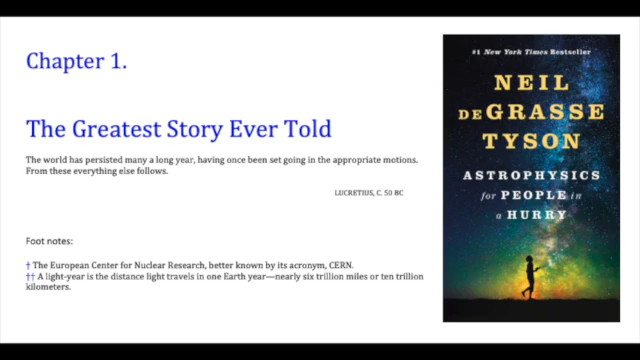 Chapter 1.
The Greatest Story Ever Told
The world has persisted many a long year, having once been set going in the appropriate motions.
From these everything else follows.
LUCRETIUS, C. 50 BC
Foot notes:
† The European Center for Nuclear Research, better known by its acronym, CERN.
†† A light-year is the distance light travels in one Earth year—nearly six trillion miles or ten trillion
kilometers.
#1 New York Times Bestseller
NEIL
DEGRASSE
TYSON
ASTROPHYSICS
for PEOPLE in
a HURRY